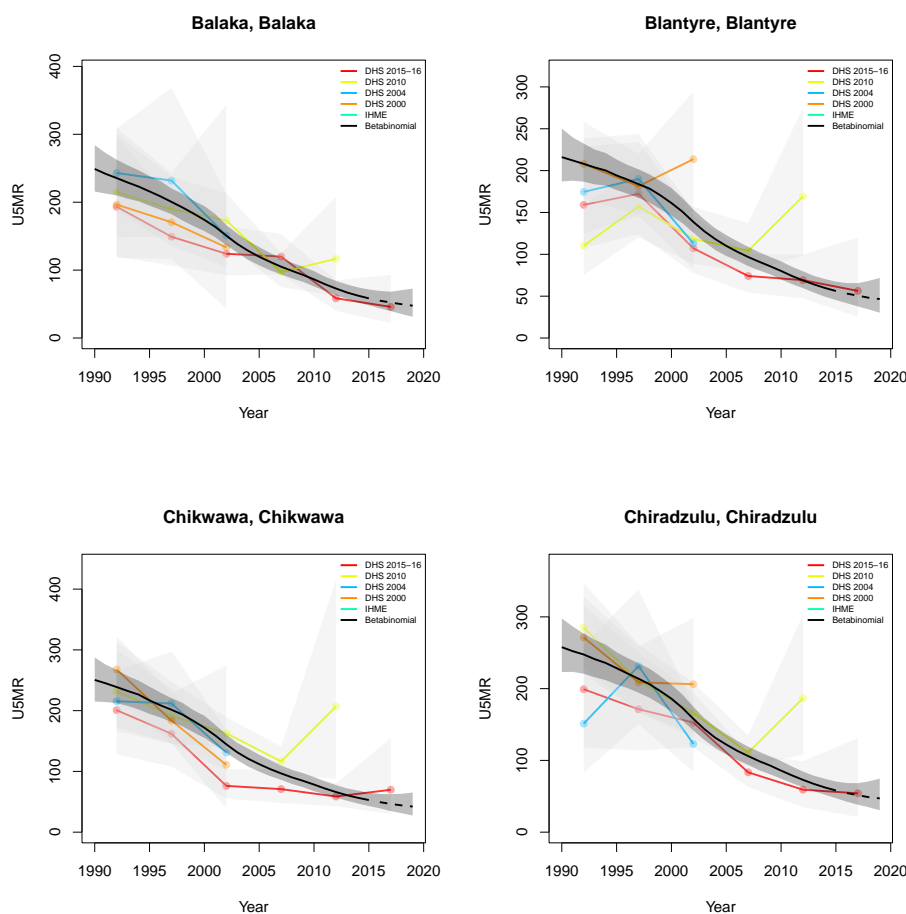 Balaka, Balaka
U5MR
0 100 200 300 400
DHS 2015−16
DHS 2010
DHS 2004
DHS 2000
IHME
Betabinomial
1990 1995 2000 2005 2010 2015 2020
Year
Blantyre, Blantyre
U5MR
0 50 100 150 200 250 300
DHS 2015−16
DHS 2010
DHS 2004
DHS 2000
IHME
Betabinomial
1990 1995 2000 2005 2010 2015 2020
Year
Chikwawa, Chikwawa
U5MR
0 100 200 300 400
DHS 2015−16
DHS 2010
DHS 2004
DHS 2000
IHME
Betabinomial
1990 1995 2000 2005 2010 2015 2020
Year
Chiradzulu, Chiradzulu
U5MR
0 100 200 300
DHS 2015−16
DHS 2010
DHS 2004
DHS 2000
IHME
Betabinomial
1990 1995 2000 2005 2010 2015 2020
Year